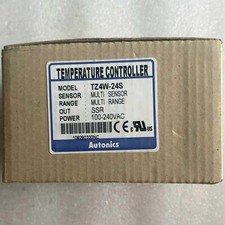 TEMPERATURE CONTROLLER
MODEL : TZ4W-24S
SENSOR : MULTI SENSOR
RANGE : MULTI RANGE
OUT : SSR
POWER : 100-240VAC
Autonics